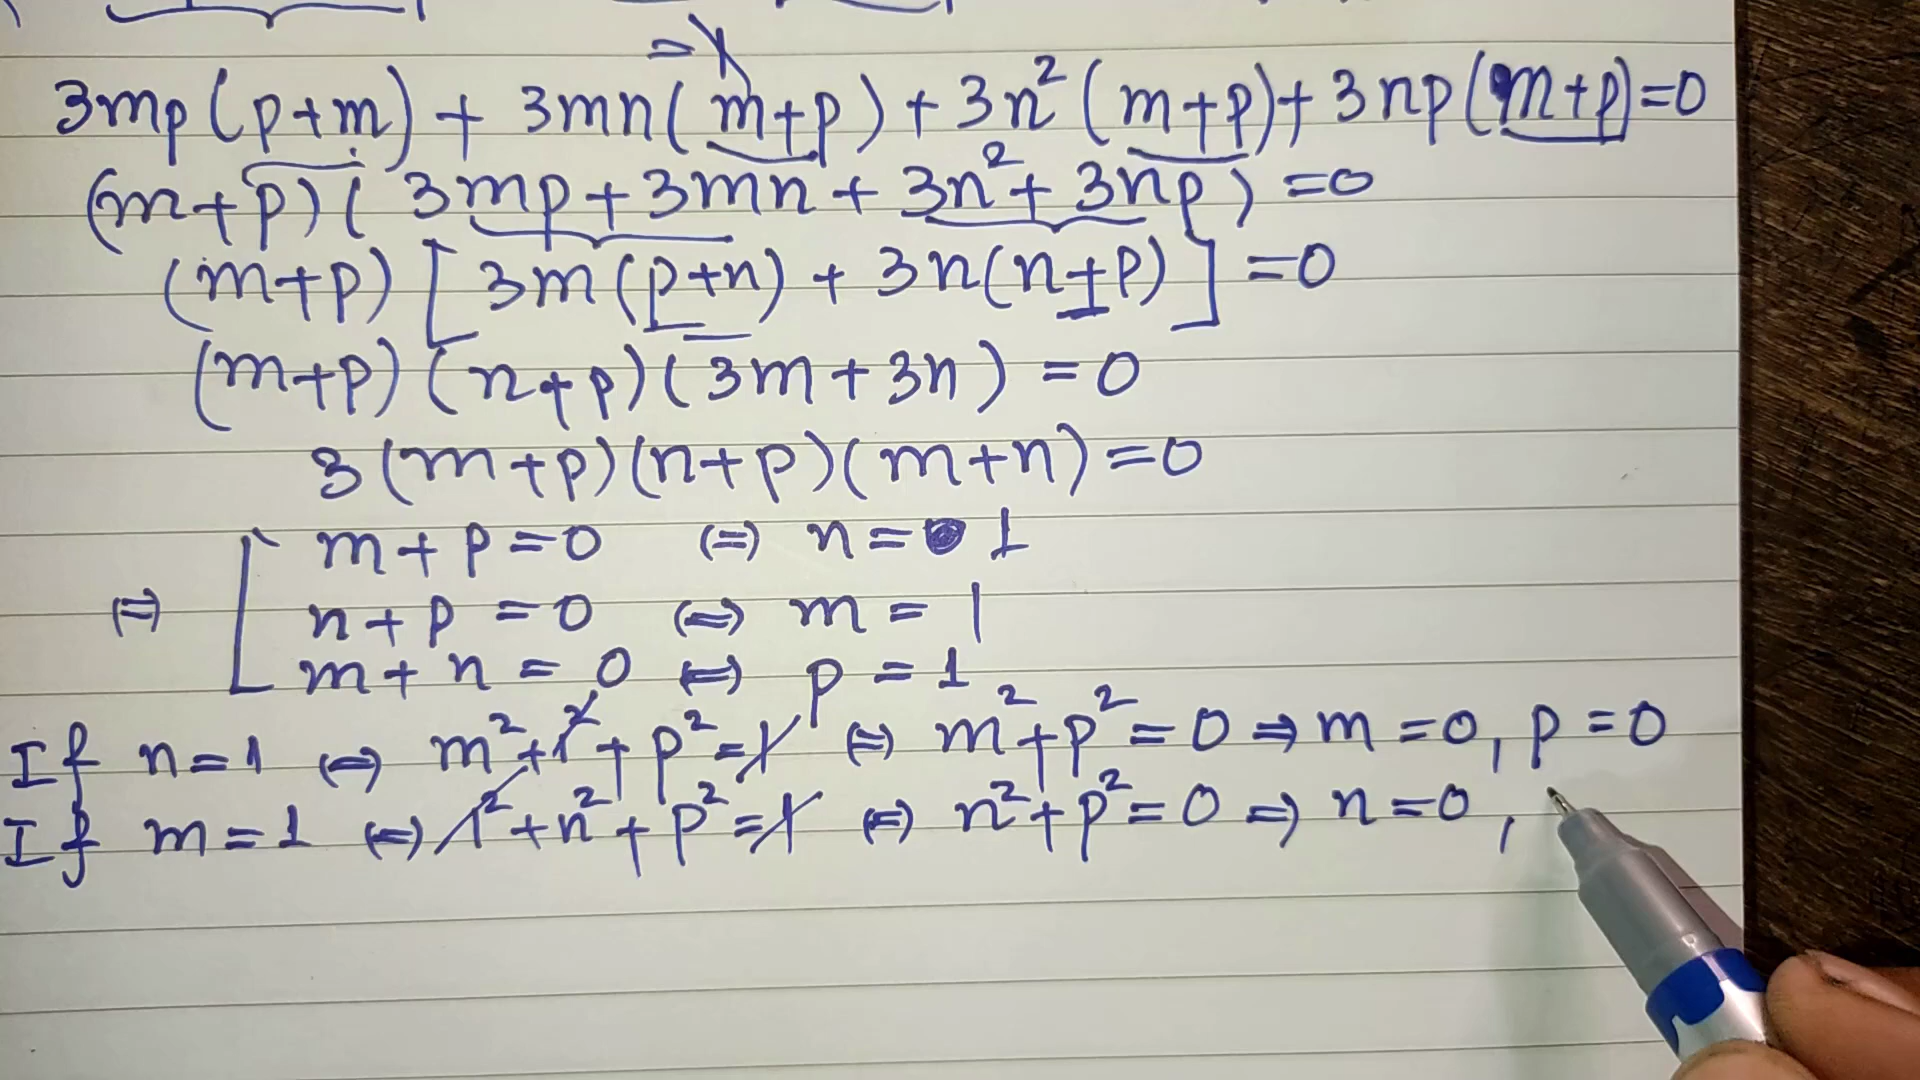 = 1
3mp(p+m) + 3mn(m+p) + 3n²(m+p) + 3np(m+p) = 0
(m+p)(3mp + 3mn + 3n² + 3np) = 0
(m+p)[3m(p+n) + 3n(n+p)] = 0
(m+p)(n+p)(3m + 3n) = 0
3(m+p)(n+p)(m+n) = 0
m + p = 0 (=) n = 1
(=) [ n + p = 0 (=) m = 1
m + n = 0 (=) p = 1
If n = 1 (=) m² + 1² + p² = 1 (=) m² + p² = 0 ⇒ m = 0, p = 0
If m = 1 (=) 1² + n² + p² = 1 (=) n² + p² = 0 ⇒ n = 0,